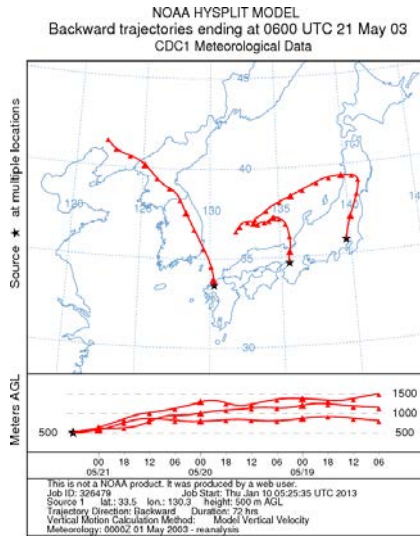 NOAA HYSPLIT MODEL
Backward trajectories ending at 0600 UTC 21 May 03
CDC1 Meteorological Data
Source ★ at multiple locations
45
40
130
125
130
135
140
35
30
Meters AGL
1500
1000
500
500
00 18 12 06 00 18 12 06 00 18 12 06
05/21 05/20 05/19
This is not a NOAA product. It was produced by a web user.
Job ID: 326479 Job Start: Thu Jan 10 05:25:35 UTC 2013
Source 1 lat.: 33.5 lon.: 130.3 height: 500 m AGL
Trajectory Direction: Backward Duration: 72 hrs
Vertical Motion Calculation Method: Model Vertical Velocity
Meteorology: 0000Z 01 May 2003 - reanalysis